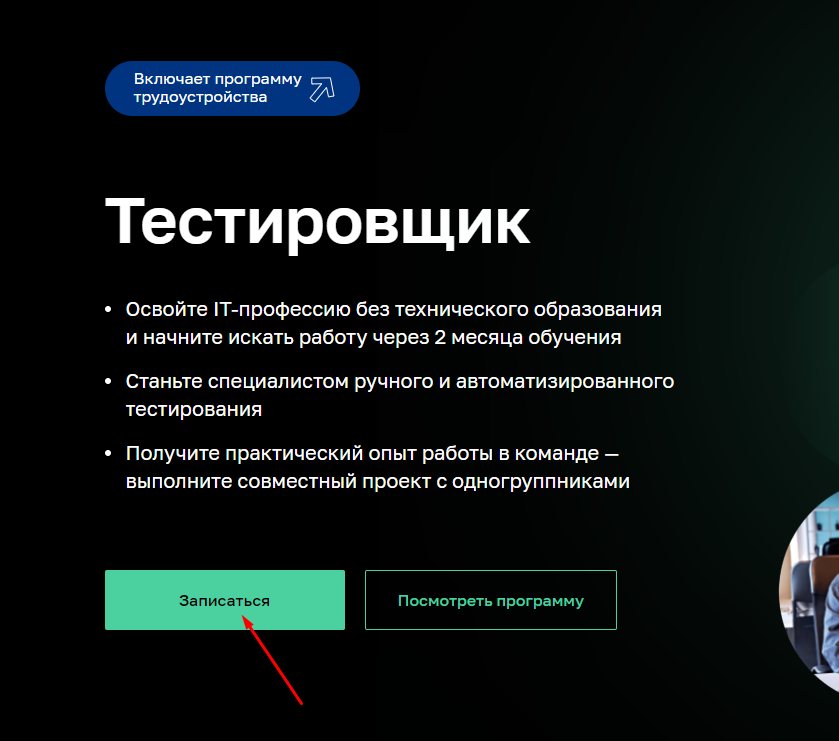 Включает программу
трудоустройства
Тестировщик
• Освойте IT-профессию без технического образования
и начните искать работу через 2 месяца обучения
• Станьте специалистом ручного и автоматизированного
тестирования
• Получите практический опыт работы в команде —
выполните совместный проект с одногруппниками
Записаться
Посмотреть программу